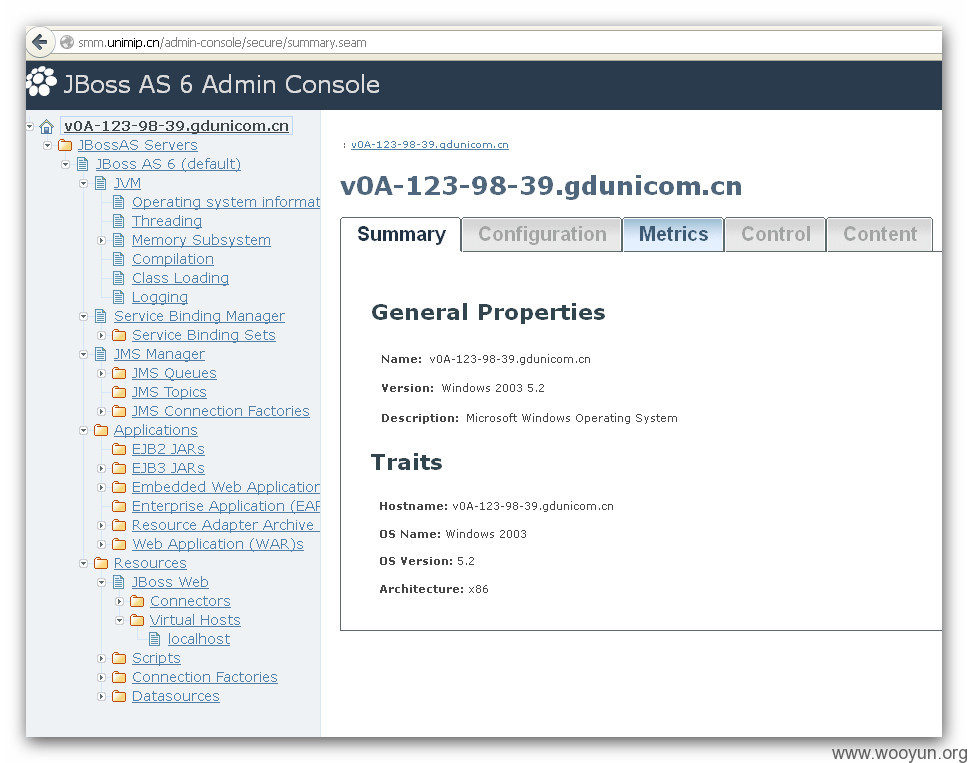 smm.unimip.cn/admin-console/secure/summary.seam
JBoss AS 6 Admin Console
v0A-123-98-39.gdunicom.cn
JBossAS Servers
JBoss AS 6 (default)
JVM
Operating system informat
Threading
Memory Subsystem
Compilation
Class Loading
Logging
Service Binding Manager
Service Binding Sets
JMS Manager
JMS Queues
JMS Topics
JMS Connection Factories
Applications
EJB2 JARs
EJB3 JARs
Embedded Web Application
Enterprise Application (EAR
Resource Adapter Archive
Web Application (WAR)s
Resources
JBoss Web
Connectors
Virtual Hosts
localhost
Scripts
Connection Factories
Datasources
: v0A-123-98-39.gdunicom.cn
v0A-123-98-39.gdunicom.cn
Summary Configuration Metrics Control Content
General Properties
Name: v0A-123-98-39.gdunicom.cn
Version: Windows 2003 5.2
Description: Microsoft Windows Operating System
Traits
Hostname: v0A-123-98-39.gdunicom.cn
OS Name: Windows 2003
OS Version: 5.2
Architecture: x86
www.wooyun.org